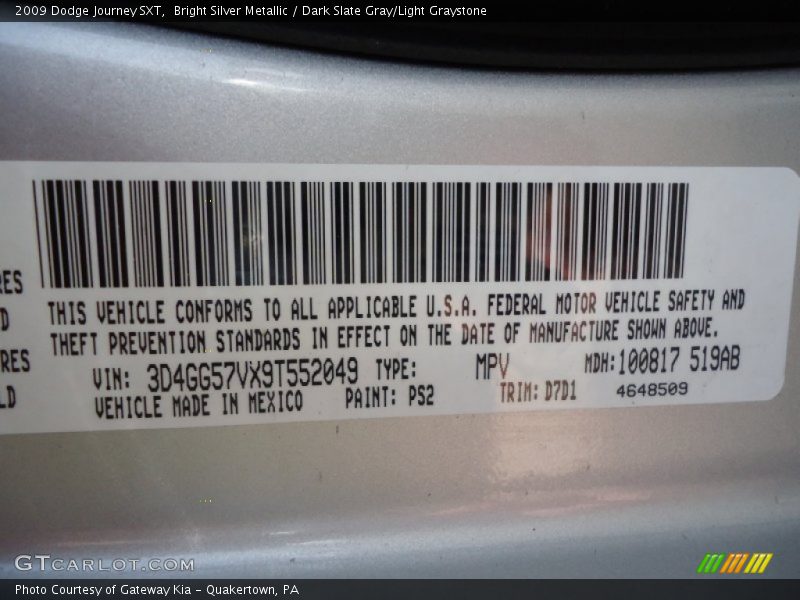 2009 Dodge Journey SXT, Bright Silver Metallic / Dark Slate Gray/Light Graystone
RES
D
RES
LD
THIS VEHICLE CONFORMS TO ALL APPLICABLE U.S.A. FEDERAL MOTOR VEHICLE SAFETY AND
THEFT PREVENTION STANDARDS IN EFFECT ON THE DATE OF MANUFACTURE SHOWN ABOVE.
VIN: 3D4GG57VX9T552049 TYPE: MPV MDH:100817 519AB
VEHICLE MADE IN MEXICO PAINT: PS2 TRIM: D7D1 4648509
GTCARLOT.COM
Photo Courtesy of Gateway Kia - Quakertown, PA